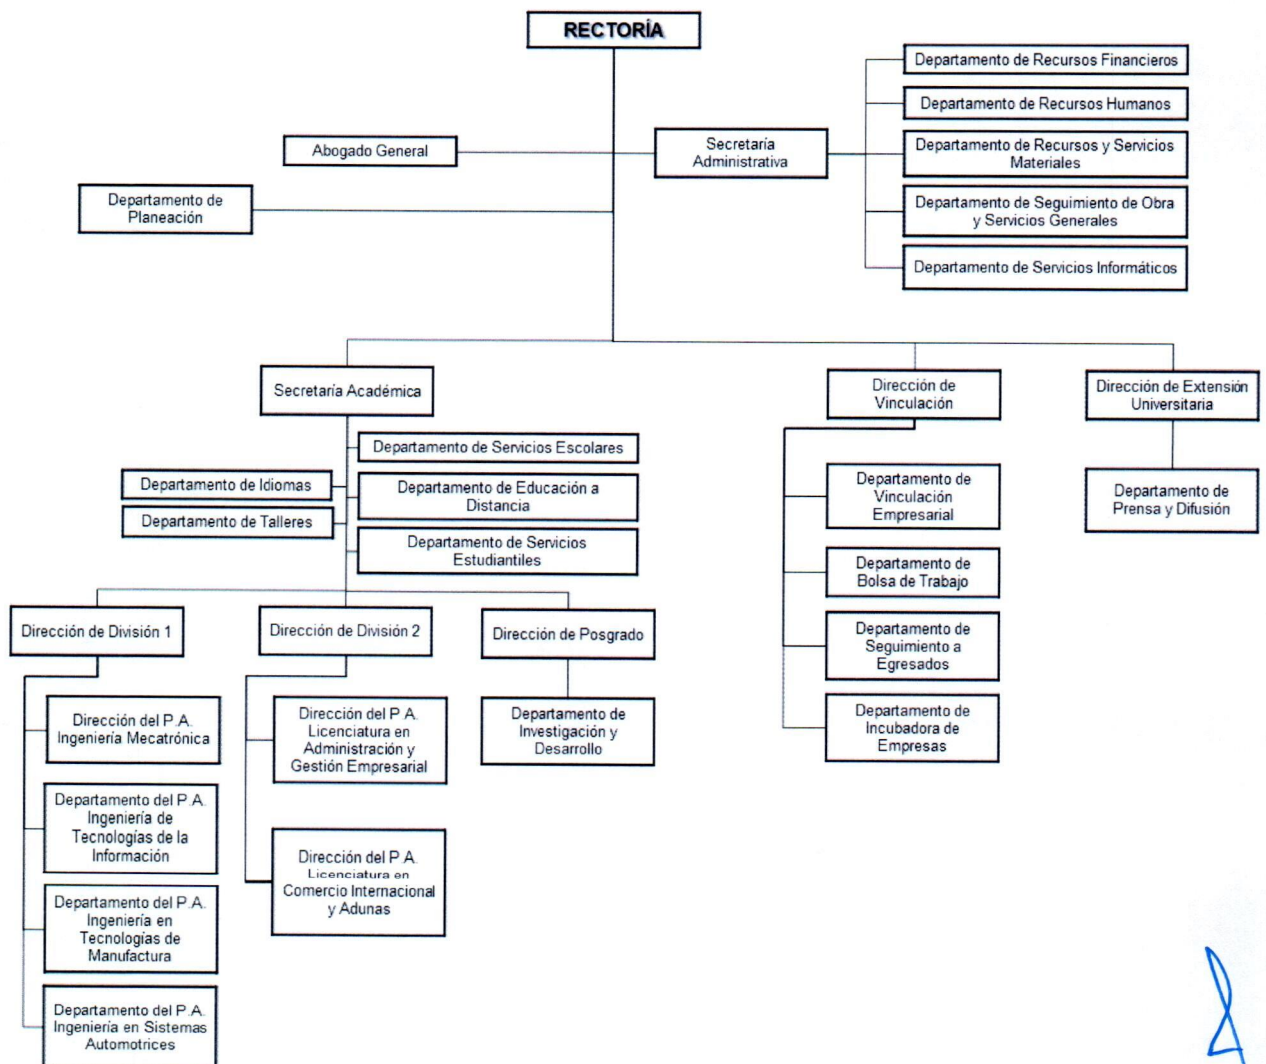 RECTORÍA
Departamento de Recursos Financieros
Departamento de Recursos Humanos
Abogado General
Secretaría
Administrativa
Departamento de Recursos y Servicios
Materiales
Departamento de
Planeación
Departamento de Seguimiento de Obra
y Servicios Generales
Departamento de Servicios Informáticos
Secretaría Académica
Dirección de
Vinculación
Dirección de Extensión
Universitaria
Departamento de Servicios Escolares
Departamento de Idiomas
Departamento de Educación a
Distancia
Departamento de Talleres
Departamento de Servicios
Estudiantiles
Departamento de
Vinculación
Empresarial
Departamento de
Prensa y Difusión
Departamento de
Bolsa de Trabajo
Departamento de
Seguimiento a
Egresados
Departamento de
Incubadora de
Empresas
Dirección de División 1
Dirección de División 2
Dirección de Posgrado
Dirección del P.A.
Ingeniería Mecatrónica
Dirección del P.A.
Licenciatura en
Administración y
Gestión Empresarial
Departamento de
Investigación y
Desarrollo
Departamento del P.A.
Ingeniería de
Tecnologías de la
Información
Dirección del P.A.
Licenciatura en
Comercio Internacional
y Adunas
Departamento del P.A.
Ingeniería en
Tecnologías de
Manufactura
Departamento del P.A.
Ingeniería en Sistemas
Automotrices